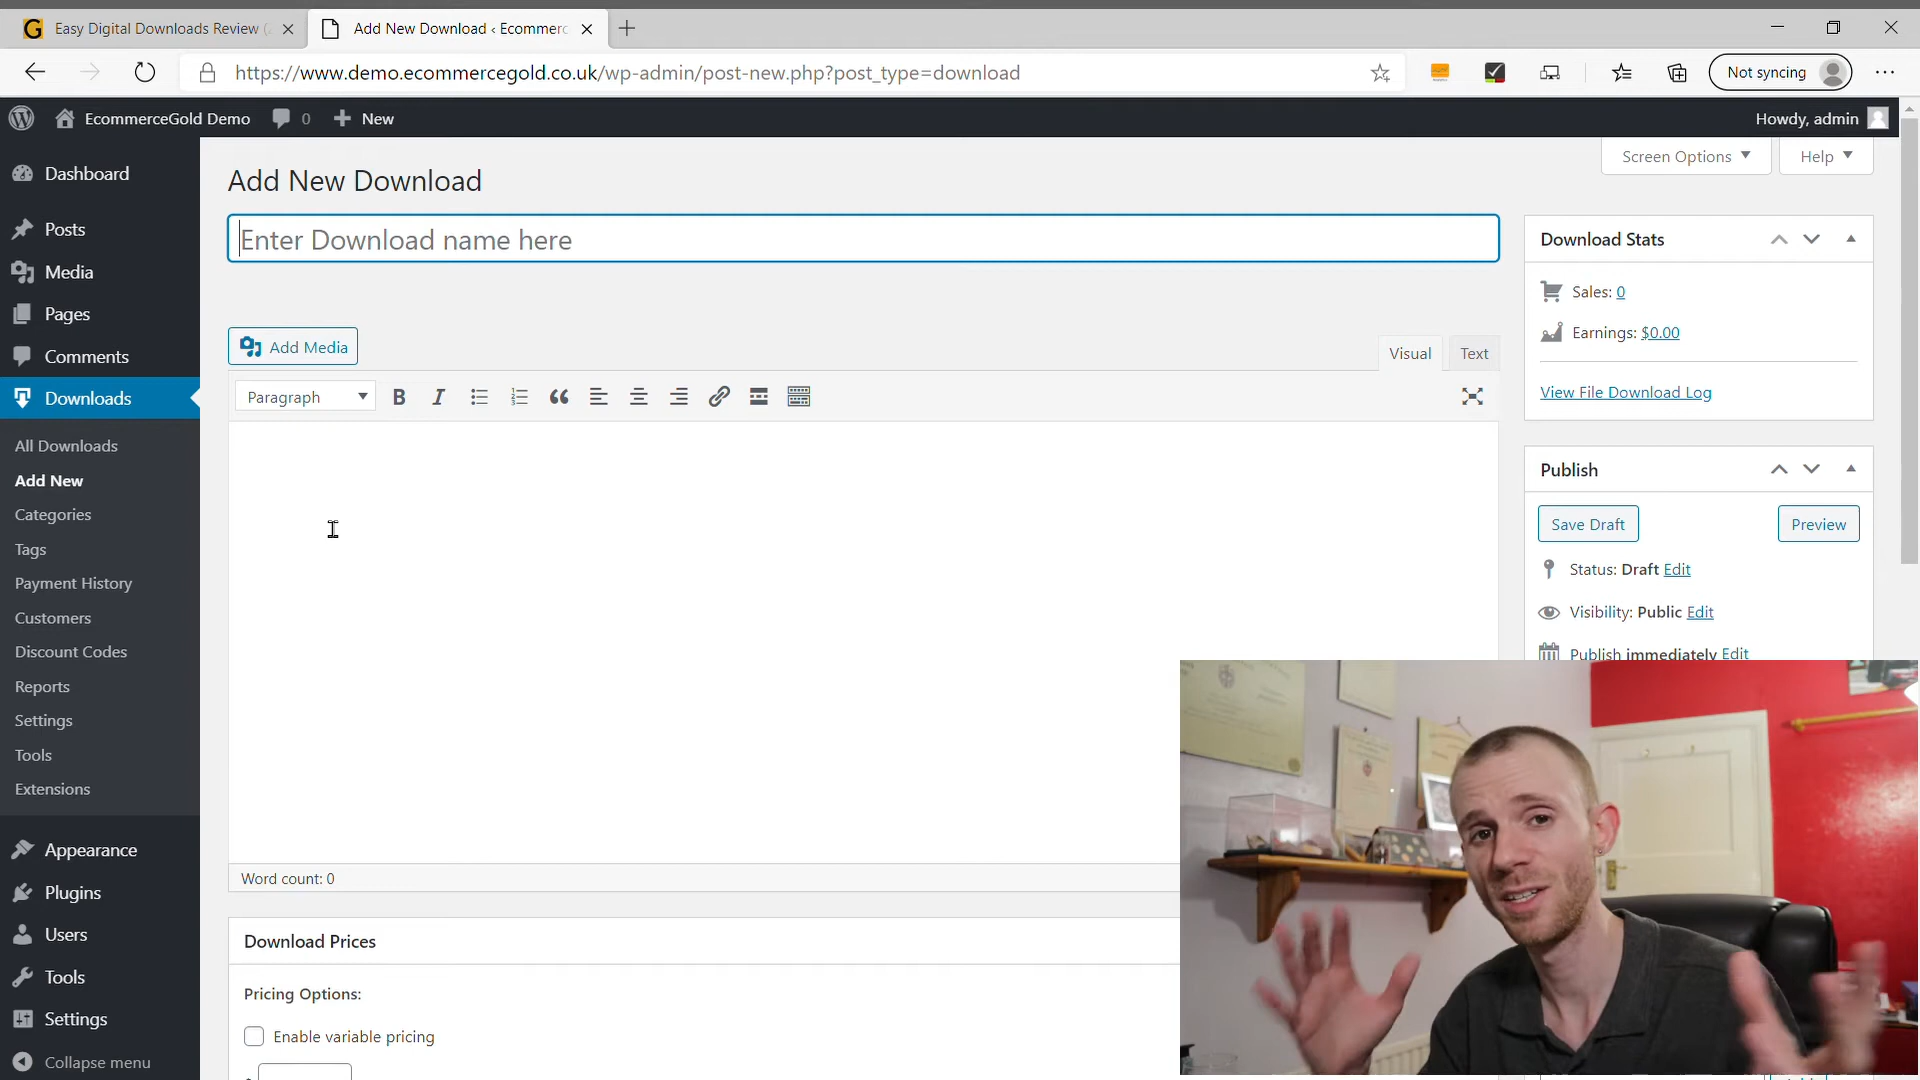 Easy Digital Downloads Review (
Add New Download ‹ Ecommerc
https://www.demo.ecommercegold.co.uk/wp-admin/post-new.php?post_type=download
Not syncing
EcommerceGold Demo
0
New
Howdy, admin
Dashboard
Posts
Media
Pages
Comments
Downloads
All Downloads
Add New
Categories
Tags
Payment History
Customers
Discount Codes
Reports
Settings
Tools
Extensions
Appearance
Plugins
Users
Tools
Settings
Collapse menu
Screen Options
Help
Add New Download
Enter Download name here
Add Media
Visual
Text
Paragraph
Word count: 0
Download Prices
Pricing Options:
Enable variable pricing
Download Stats
Sales: 0
Earnings: $0.00
View File Download Log
Publish
Save Draft
Preview
Status: Draft Edit
Visibility: Public Edit
Publish immediately Edit